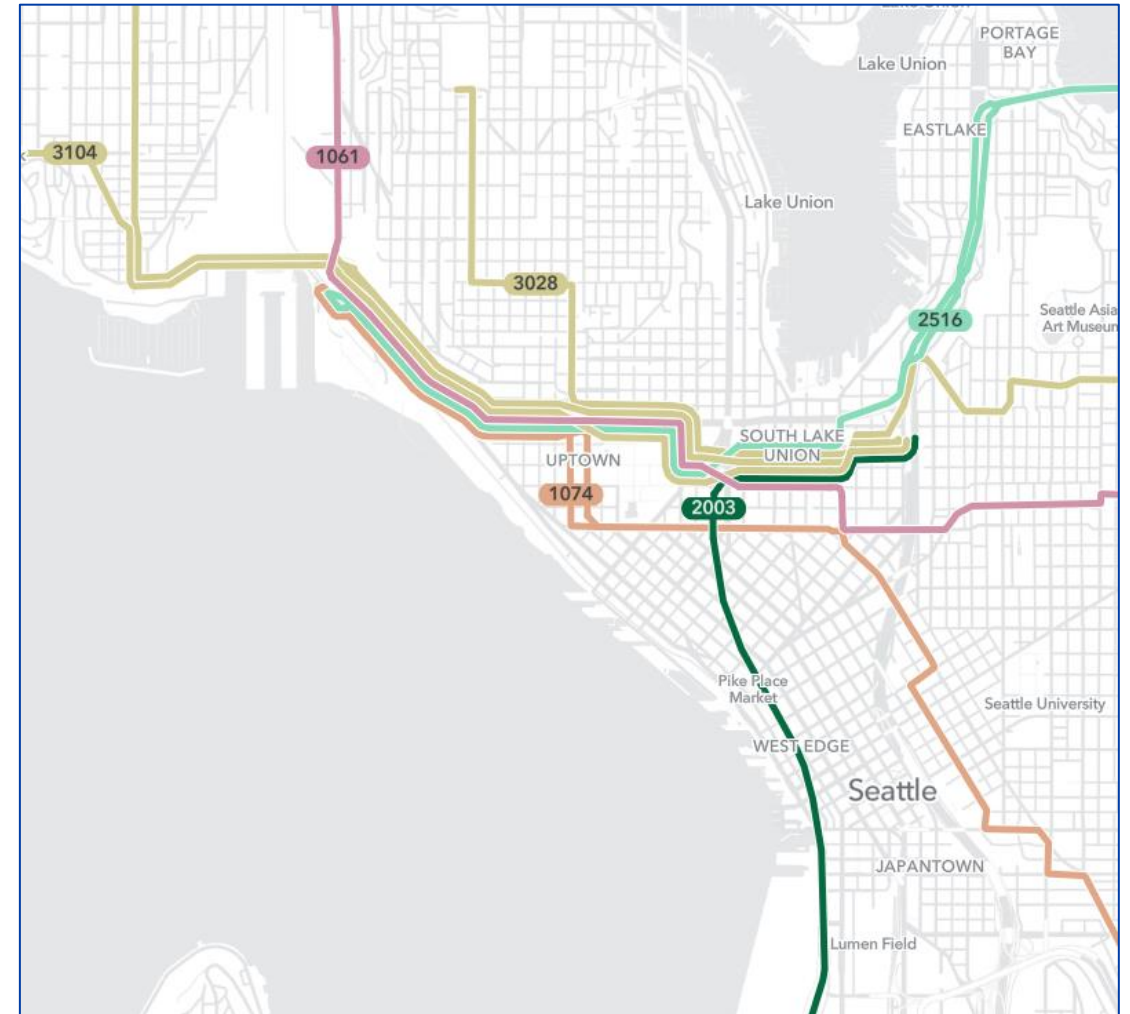 PORTAGE
BAY
Lake Union
EASTLAKE
3104
1061
Lake Union
3028
2516
Seattle Asia
Art Museun
SOUTH LAKE
UNION
UPTOWN
1074
2003
Pike Place
Market
Seattle University
WEST EDGE
Seattle
JAPANTOWN
Lumen Field